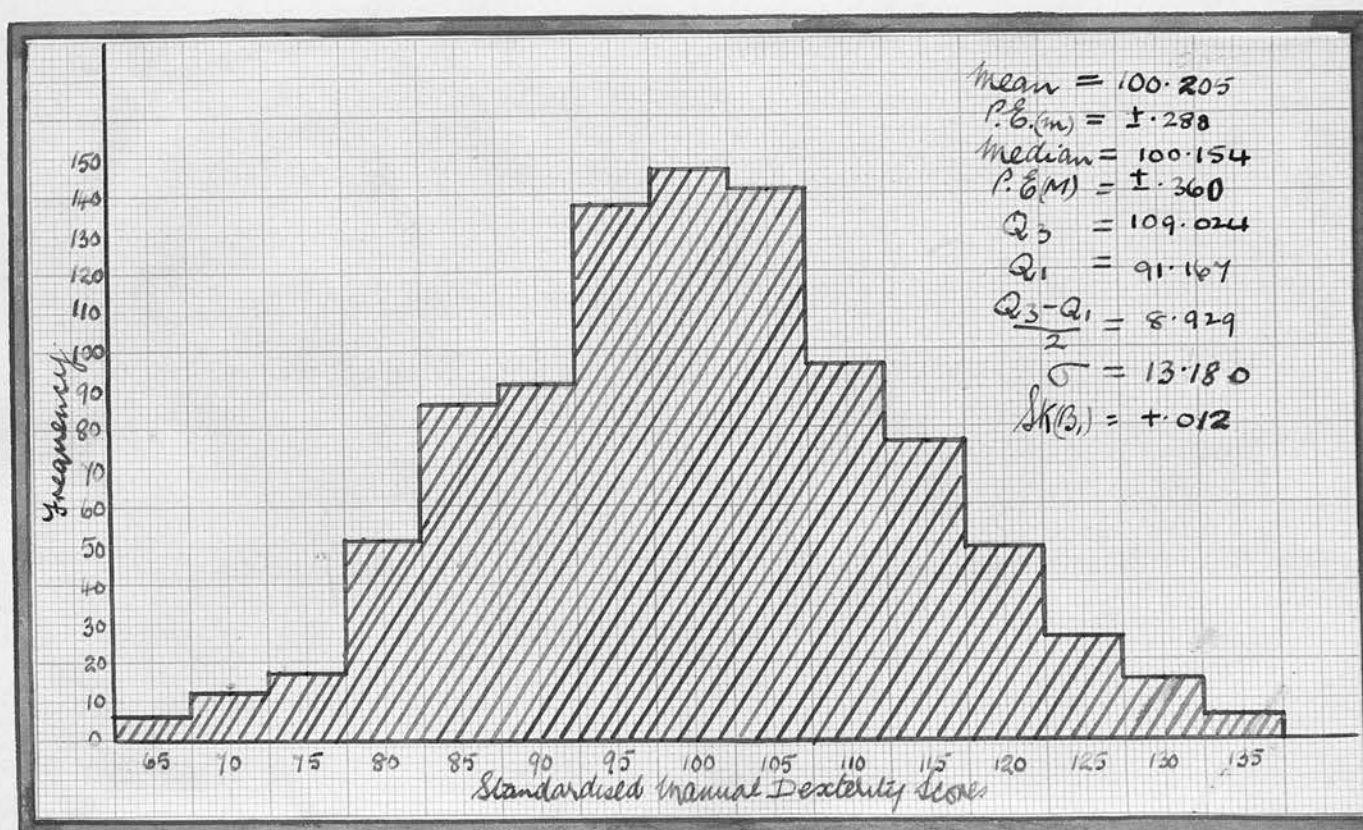 mean = 100.205
P.E.(m) = ±.288
Median = 100.154
P.E(M) = ±.360
Q3 = 109.024
Q1 = 91.167
Q3-Q1
2
= 8.929
σ = 13.180
SK(B1) = +.012
Frequency.
150
140
130
120
110
100
90
80
70
60
50
40
30
20
10
0
65 70 75 80 85 90 95 100 105 110 115 120 125 130 135
Standardised Manual Dexterity Scores